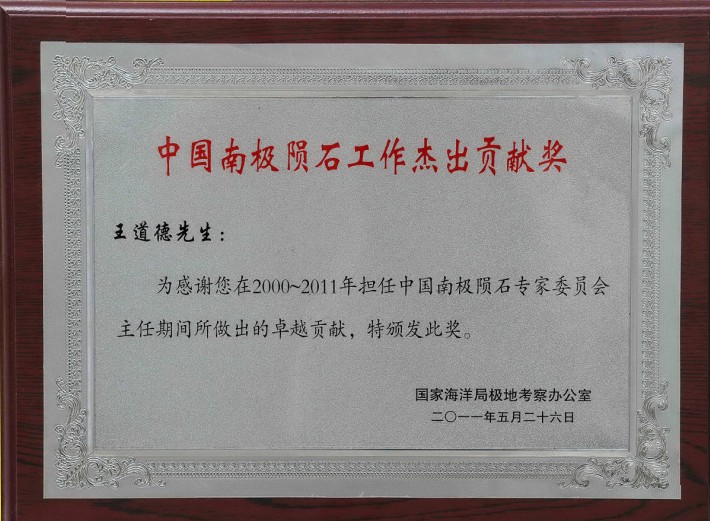 中国南极陨石工作杰出贡献奖
王道德先生：
为感谢您在2000~2011年担任中国南极陨石专家委员会
主任期间所做出的卓越贡献，特颁发此奖。
国家海洋局极地考察办公室
二〇一一年五月二十六日